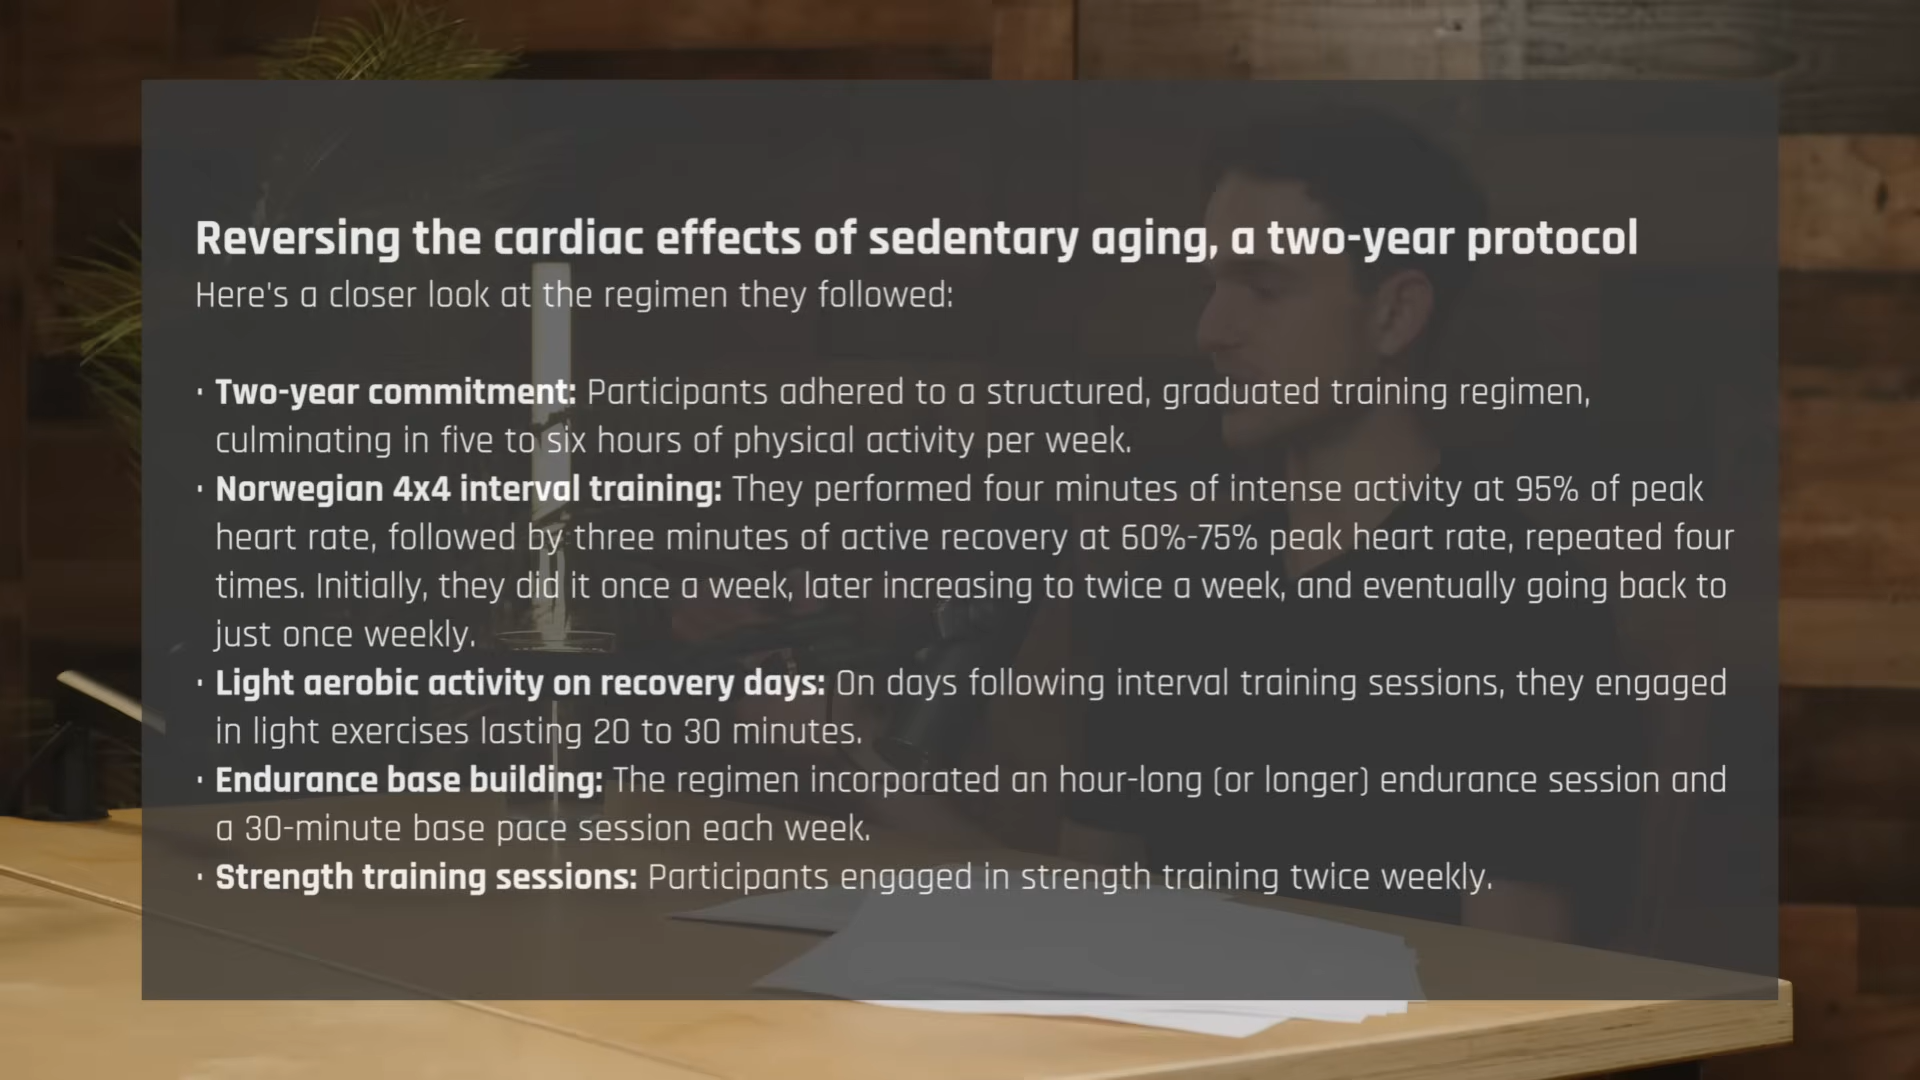 Reversing the cardiac effects of sedentary aging, a two-year protocol
Here's a closer look at the regimen they followed:
· Two-year commitment: Participants adhered to a structured, graduated training regimen,
culminating in five to six hours of physical activity per week.
· Norwegian 4x4 interval training: They performed four minutes of intense activity at 95% of peak
heart rate, followed by three minutes of active recovery at 60%-75% peak heart rate, repeated four
times. Initially, they did it once a week, later increasing to twice a week, and eventually going back to
just once weekly.
· Light aerobic activity on recovery days: On days following interval training sessions, they engaged
in light exercises lasting 20 to 30 minutes.
· Endurance base building: The regimen incorporated an hour-long (or longer) endurance session and
a 30-minute base pace session each week.
· Strength training sessions: Participants engaged in strength training twice weekly.